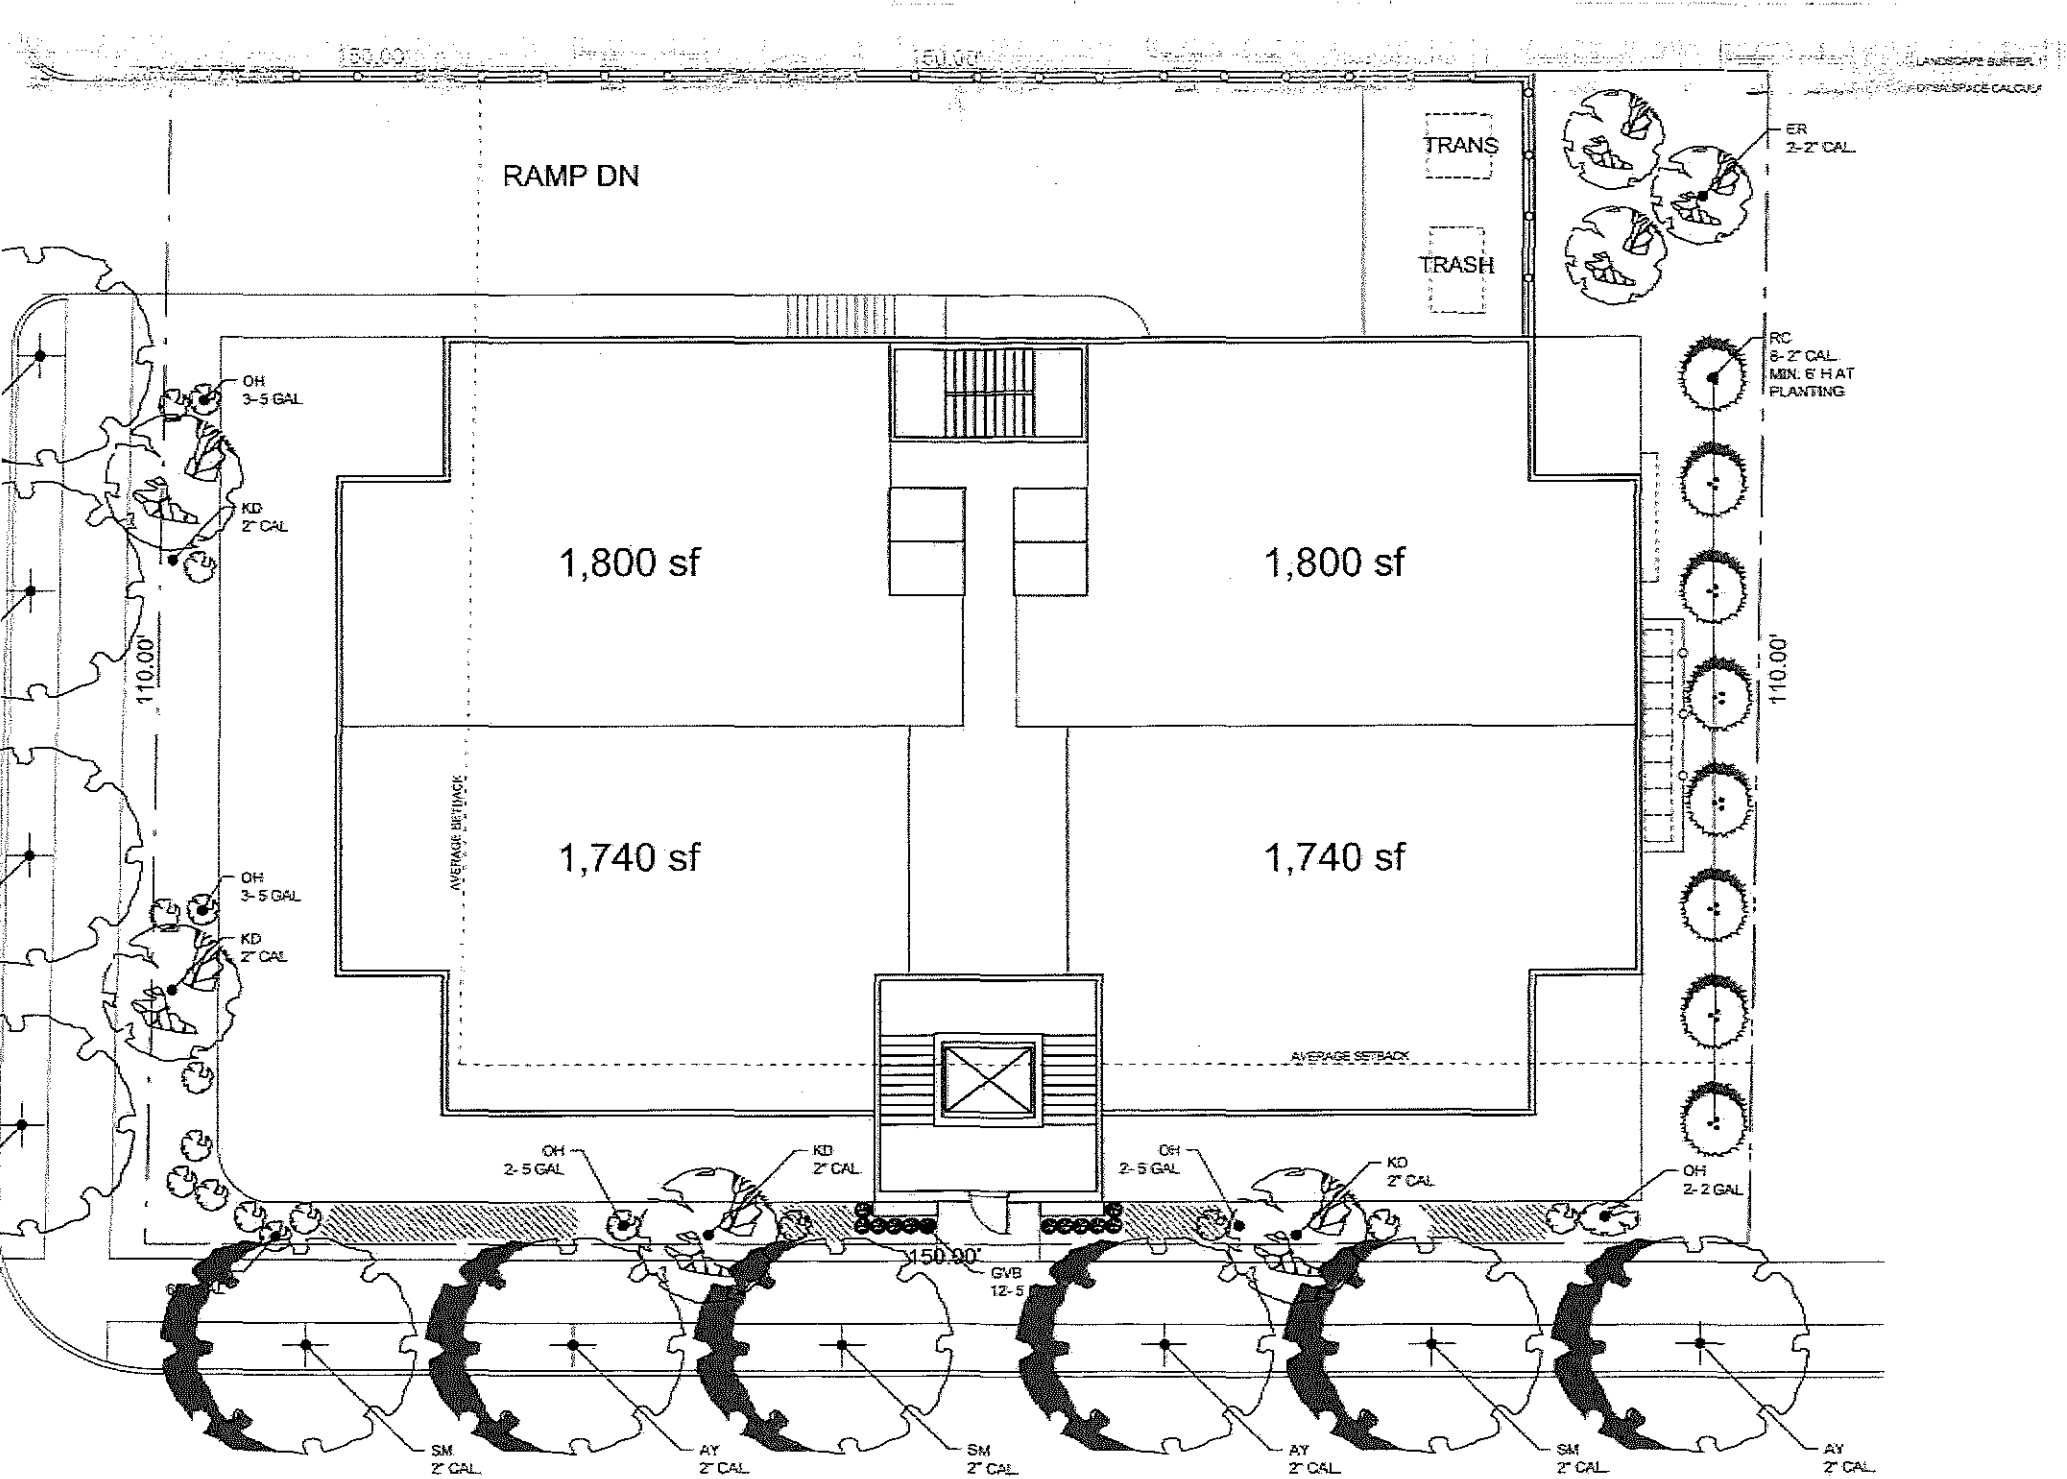 150.00'
150.00'
LANDSCAPE BUFFER
ER
2-2" CAL.
TRANS
RAMP DN
TRASH
RC
8-2" CAL.
MIN. 6' H AT
PLANTING
OH
3-5 GAL
KD
2" CAL
1,800 sf
1,800 sf
110.00'
110.00'
AVERAGE SETBACK
1,740 sf
1,740 sf
OH
3-5 GAL
KD
2" CAL
AVERAGE SETBACK
OH
2-5 GAL
KD
2" CAL
OH
2-5 GAL
KD
2" CAL
OH
2-2 GAL
150.00'
GVB
12-5
SM
2" CAL
AY
2" CAL
SM
2" CAL
AY
2" CAL
SM
2" CAL
AY
2" CAL